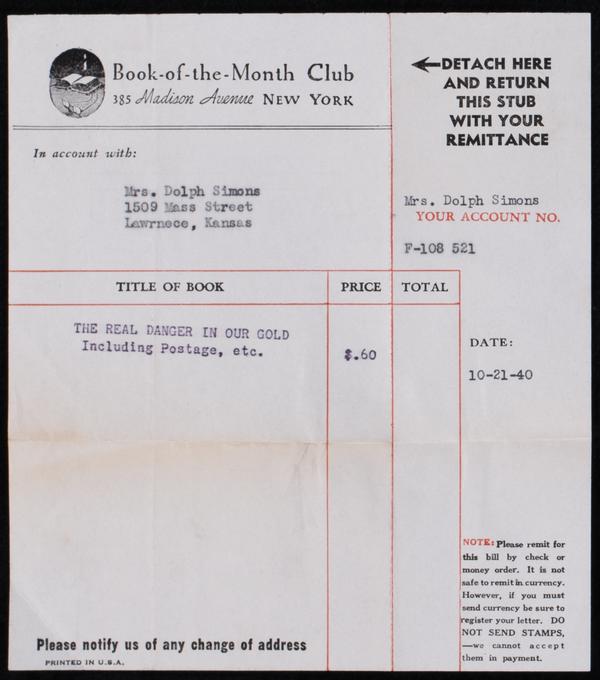 Book-of-the-Month Club
385 Madison Avenue NEW YORK
In account with:
Mrs. Dolph Simons
1509 Mass Street
Lawrnece, Kansas
DETACH HERE
AND RETURN
THIS STUB
WITH YOUR
REMITTANCE
Mrs. Dolph Simons
YOUR ACCOUNT NO.
F-108 521
TITLE OF BOOK PRICE TOTAL
THE REAL DANGER IN OUR GOLD
Including Postage, etc.
$.60
DATE:
10-21-40
NOTE: Please remit for
this bill by check or
money order. It is not
safe to remit in currency.
However, if you must
send currency be sure to
register your letter. DO
NOT SEND STAMPS,
—we cannot accept
them in payment.
Please notify us of any change of address
PRINTED IN U.S.A.